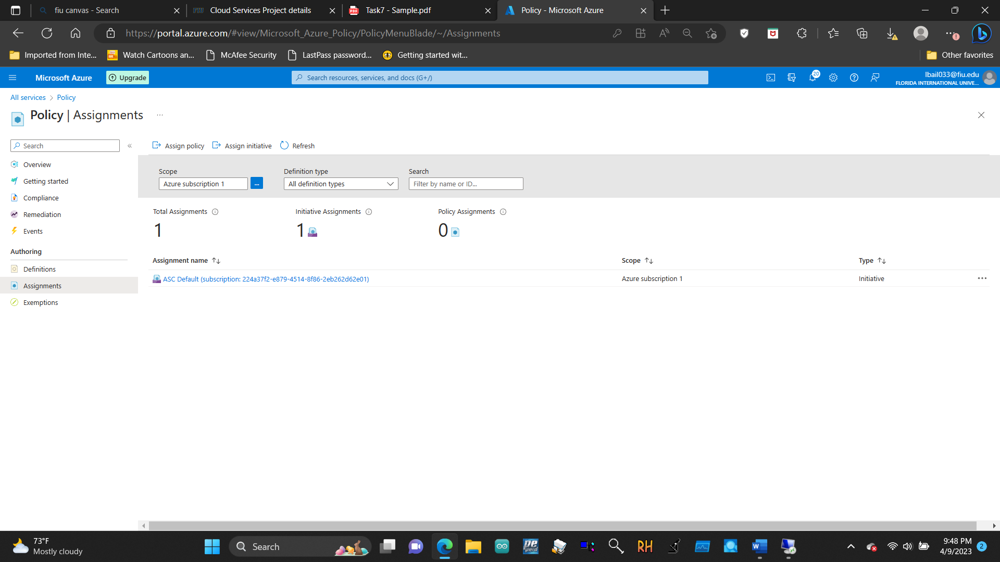 fiu canvas - Search
FIU Cloud Services Project details
PDF Task7 - Sample.pdf
Policy - Microsoft Azure
https://portal.azure.com/#view/Microsoft_Azure_Policy/PolicyMenuBlade/~/Assignments
Imported from Inte...
Watch Cartoons an...
McAfee Security
LastPass password...
Getting started wit...
Other favorites
Microsoft Azure
Upgrade
Search resources, services, and docs (G+/)
20
lbail033@fiu.edu
FLORIDA INTERNATIONAL UNIVE...
All services > Policy
Policy | Assignments ...
Search «
Assign policy Assign initiative Refresh
Overview
Getting started
Compliance
Remediation
Events
Authoring
Definitions
Assignments
Exemptions
Scope Definition type Search
Azure subscription 1 ... All definition types Filter by name or ID...
Total Assignments Initiative Assignments Policy Assignments
1 1 0
Assignment name Scope Type
ASC Default (subscription: 224a37f2-e879-4514-8f86-2eb262d62e01) Azure subscription 1 Initiative
73°F
Mostly cloudy
Search
RH
9:48 PM
4/9/2023
2